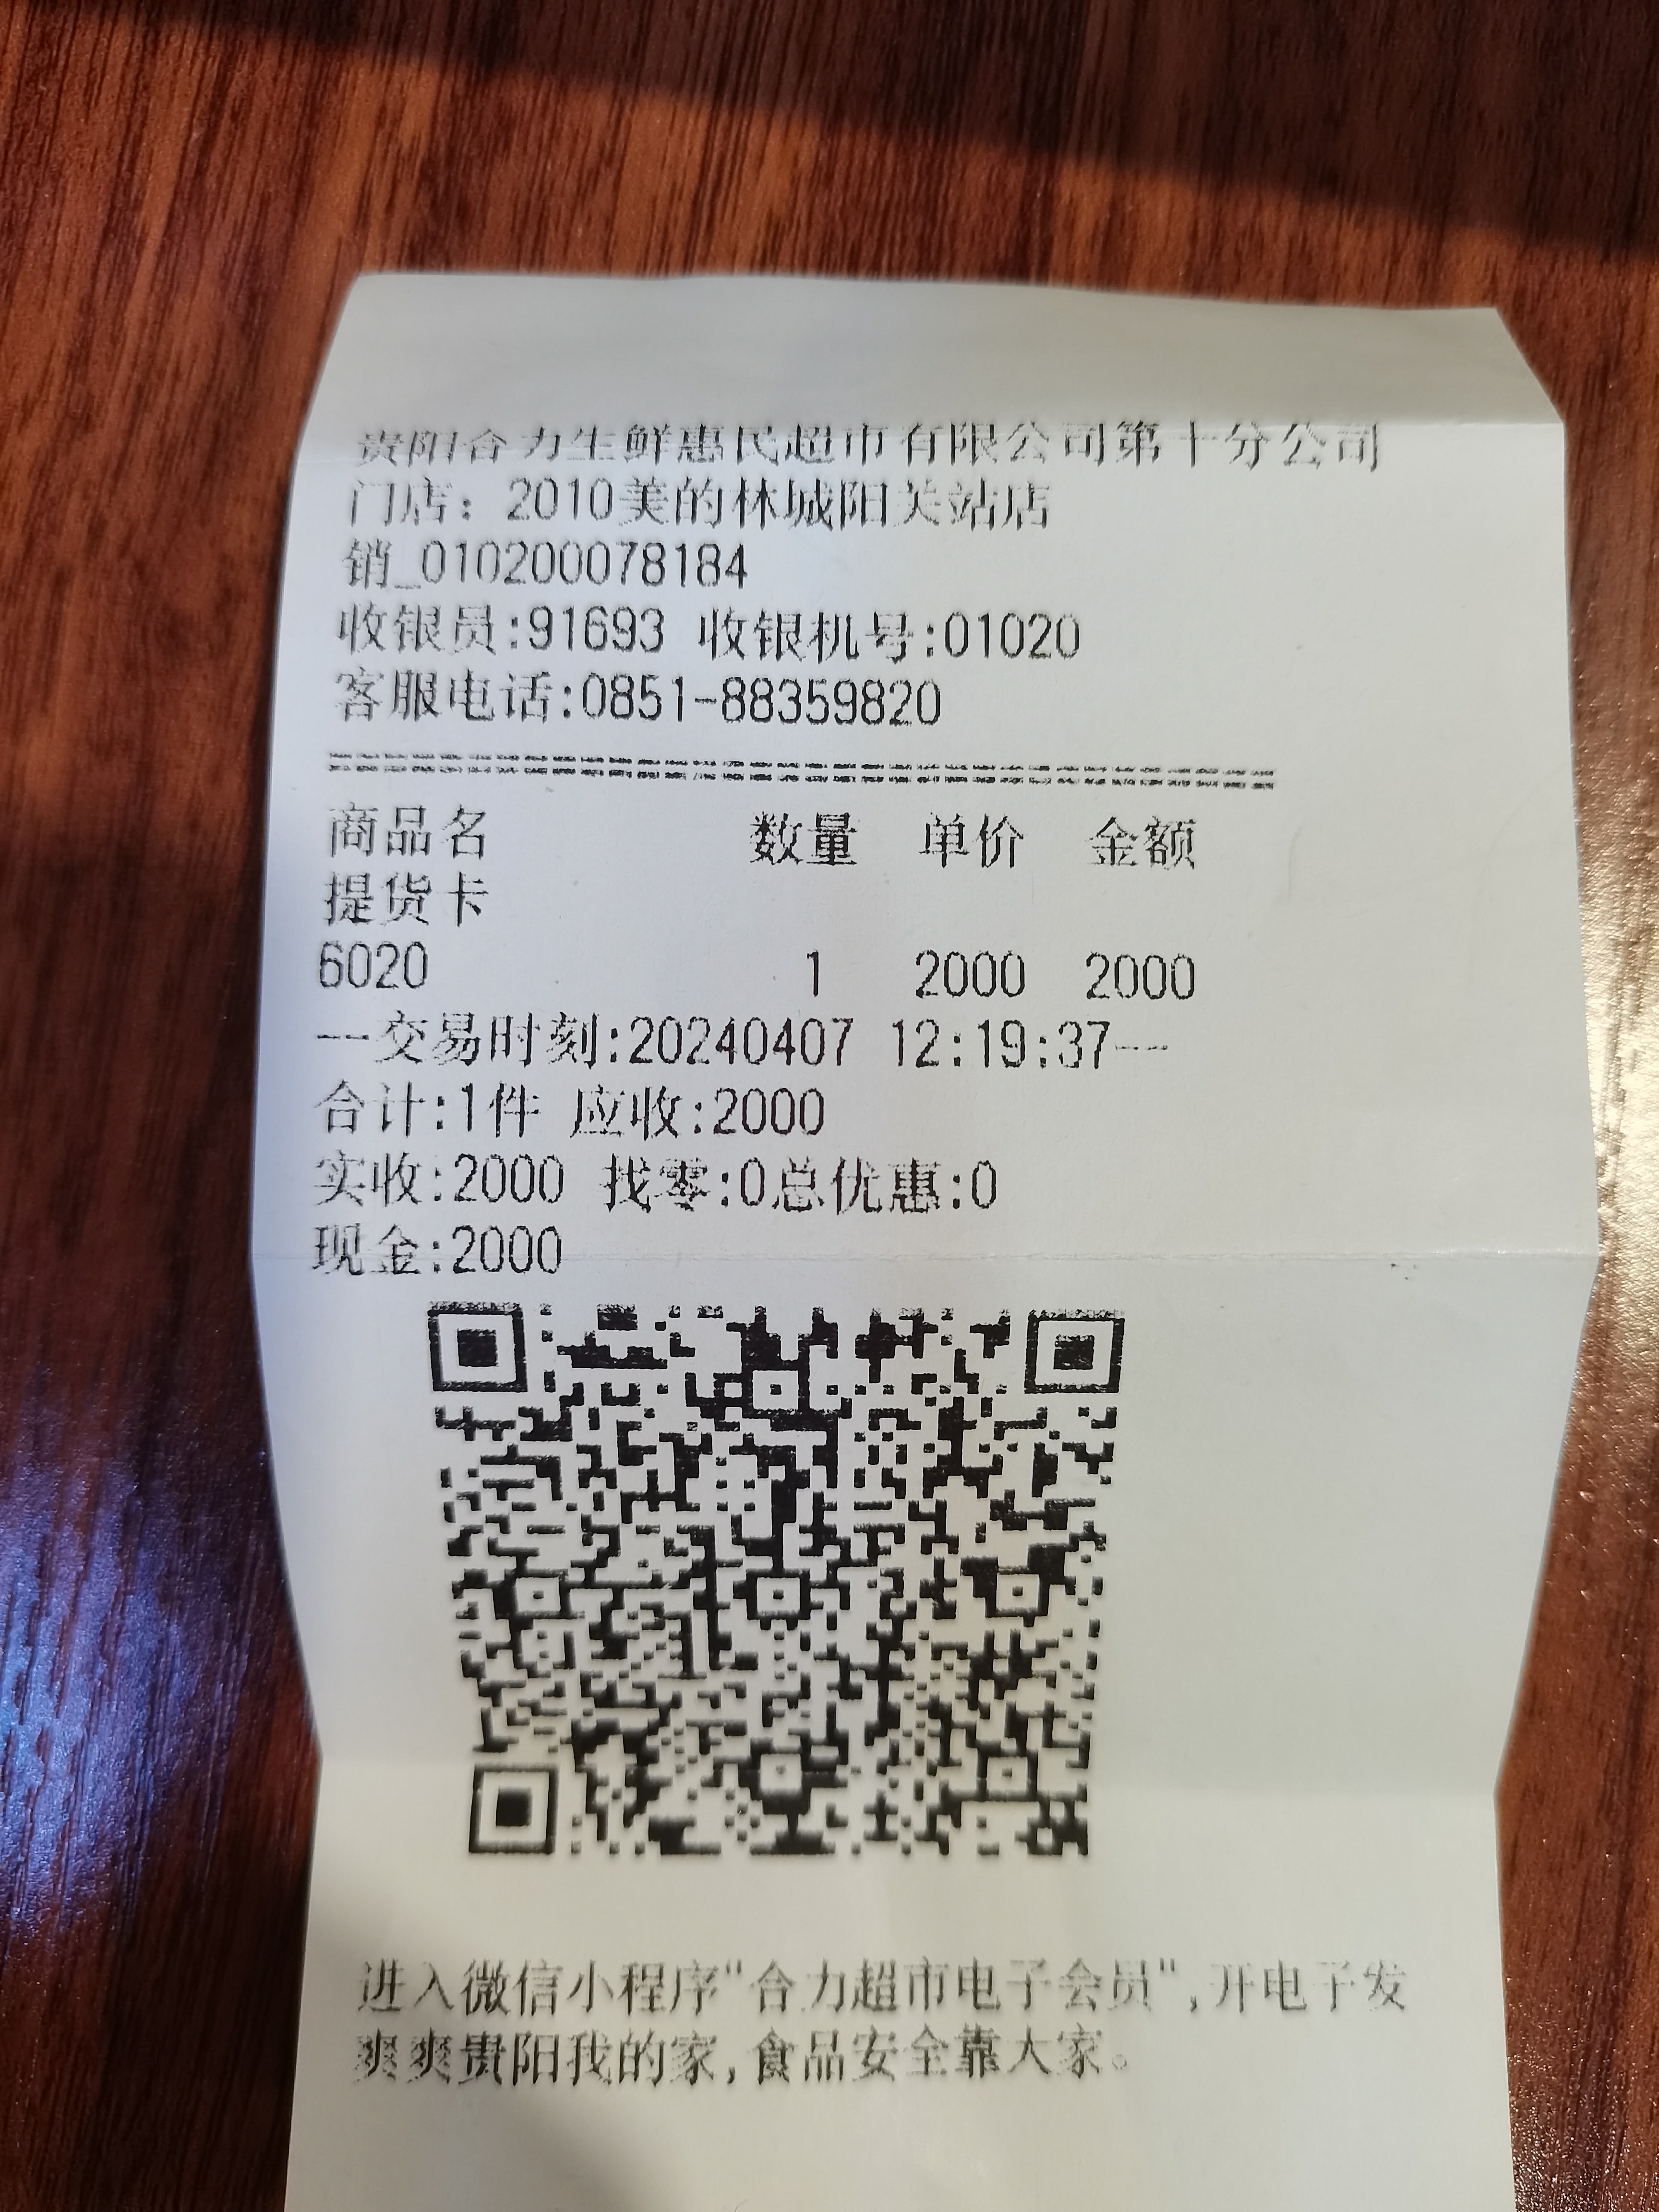 贵阳合力生鲜惠民超市有限公司第十分公司
门店：2010美的林城阳关站店
销_010200078184
收银员:91693 收银机号:01020
客服电话:0851-88359820
商品名 数量 单价 金额
提货卡
6020 1 2000 2000
--交易时刻:20240407 12:19:37--
合计:1件 应收:2000
实收:2000 找零:0总优惠:0
现金:2000
进入微信小程序"合力超市电子会员",开电子发
爽爽贵阳我的家,食品安全靠大家。